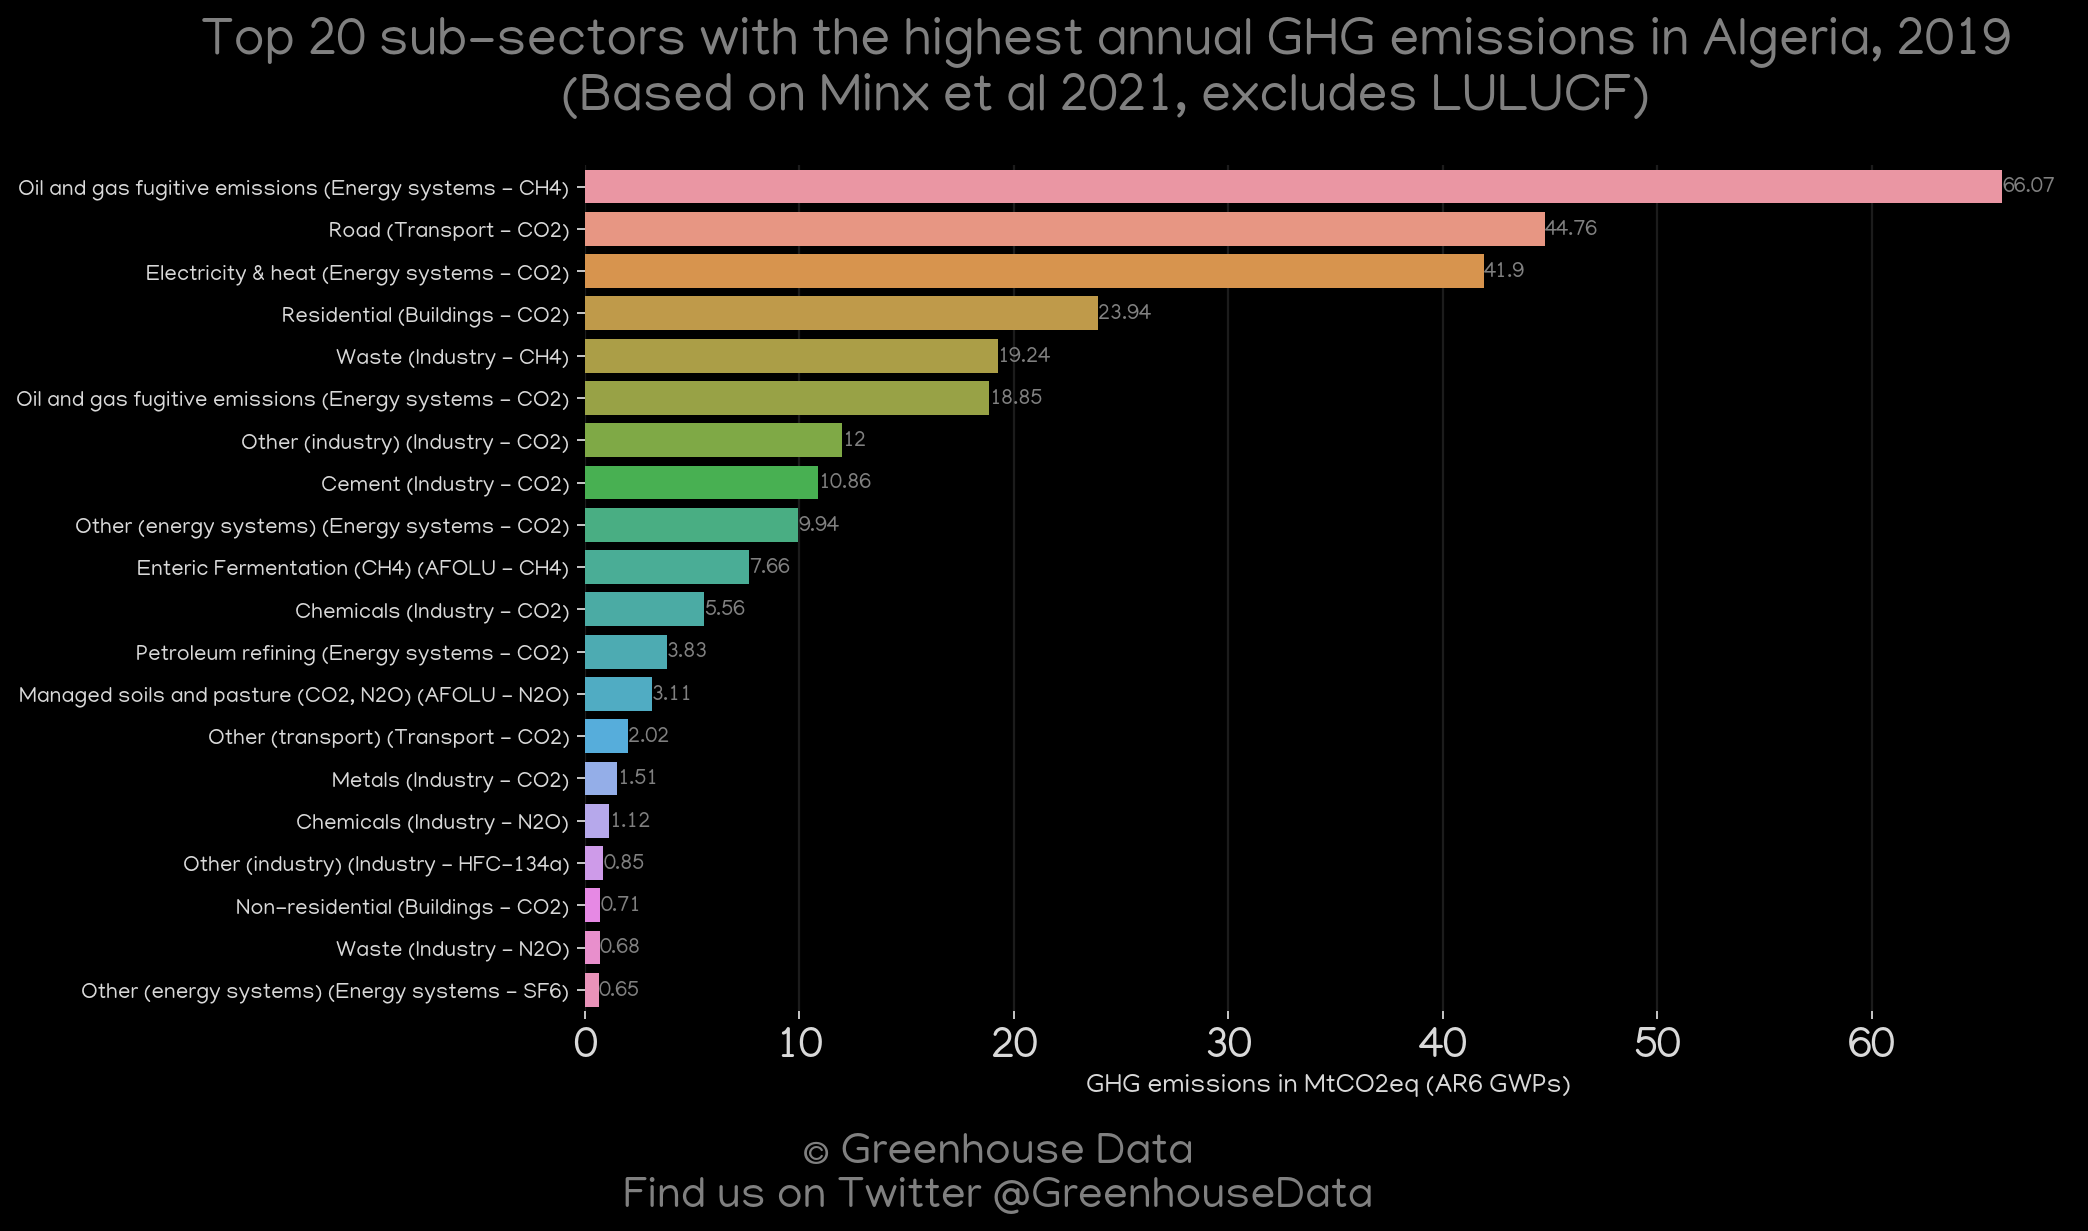 Top 20 sub-sectors with the highest annual GHG emissions in Algeria, 2019
(Based on Minx et al 2021, excludes LULUCF)
Oil and gas fugitive emissions (Energy systems - CH4) 66.07
Road (Transport - CO2) 44.76
Electricity & heat (Energy systems - CO2) 41.9
Residential (Buildings - CO2) 23.94
Waste (Industry - CH4) 19.24
Oil and gas fugitive emissions (Energy systems - CO2) 18.85
Other (industry) (Industry - CO2) 12
Cement (Industry - CO2) 10.86
Other (energy systems) (Energy systems - CO2) 9.94
Enteric Fermentation (CH4) (AFOLU - CH4) 7.66
Chemicals (Industry - CO2) 5.56
Petroleum refining (Energy systems - CO2) 3.83
Managed soils and pasture (CO2, N2O) (AFOLU - N2O) 3.11
Other (transport) (Transport - CO2) 2.02
Metals (Industry - CO2) 1.51
Chemicals (Industry - N2O) 1.12
Other (industry) (Industry - HFC-134a) 0.85
Non-residential (Buildings - CO2) 0.71
Waste (Industry - N2O) 0.68
Other (energy systems) (Energy systems - SF6) 0.65
0 10 20 30 40 50 60
GHG emissions in MtCO2eq (AR6 GWPs)
© Greenhouse Data
Find us on Twitter @GreenhouseData